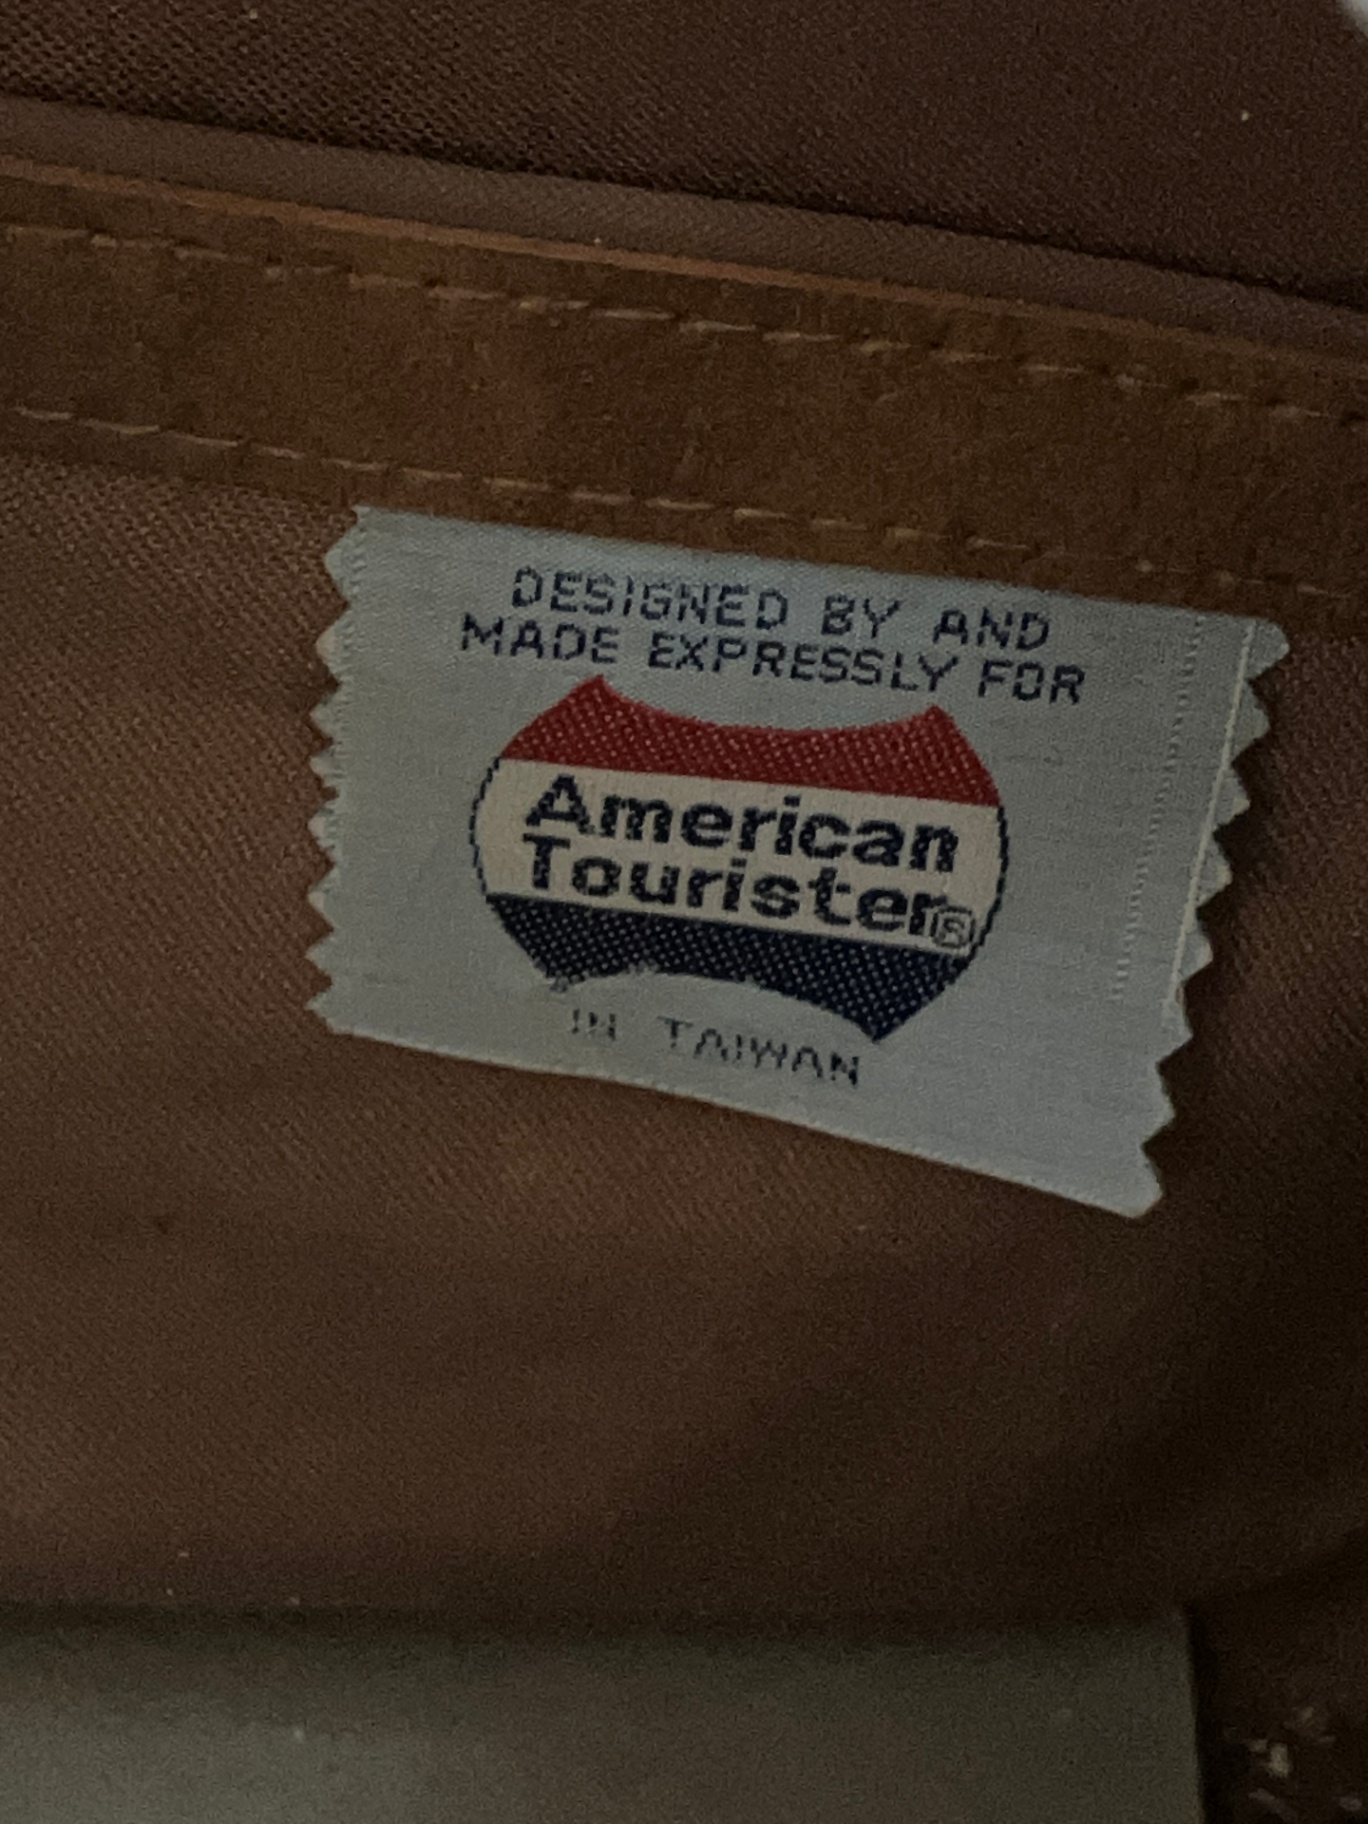 DESIGNED BY AND
MADE EXPRESSLY FOR
American
Tourister®
IN TAIWAN